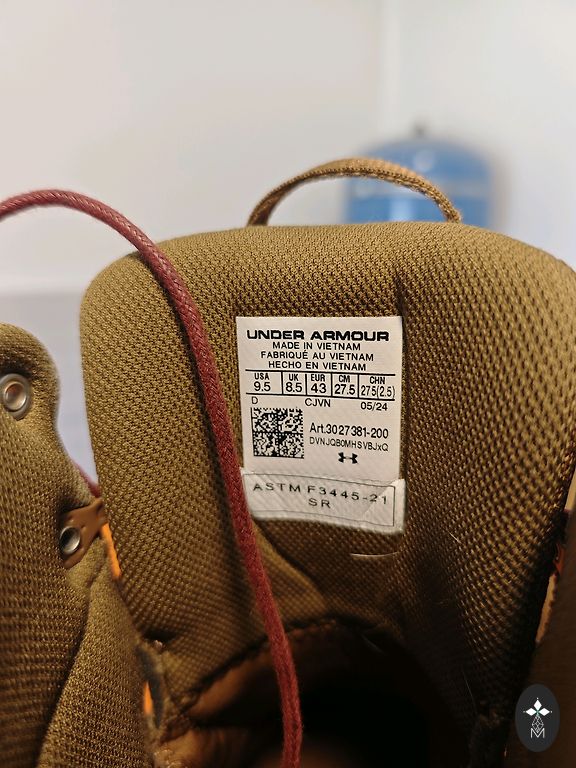 UNDER ARMOUR
MADE IN VIETNAM
FABRIQUÉ AU VIETNAM
HECHO EN VIETNAM
USA UK EUR CM CHN
9.5 8.5 43 27.5 275(2.5)
D CJVN 05/24
Art.3027381-200
DVNJQB0MHSVBJxQ
ASTM F3445-21
SR
M